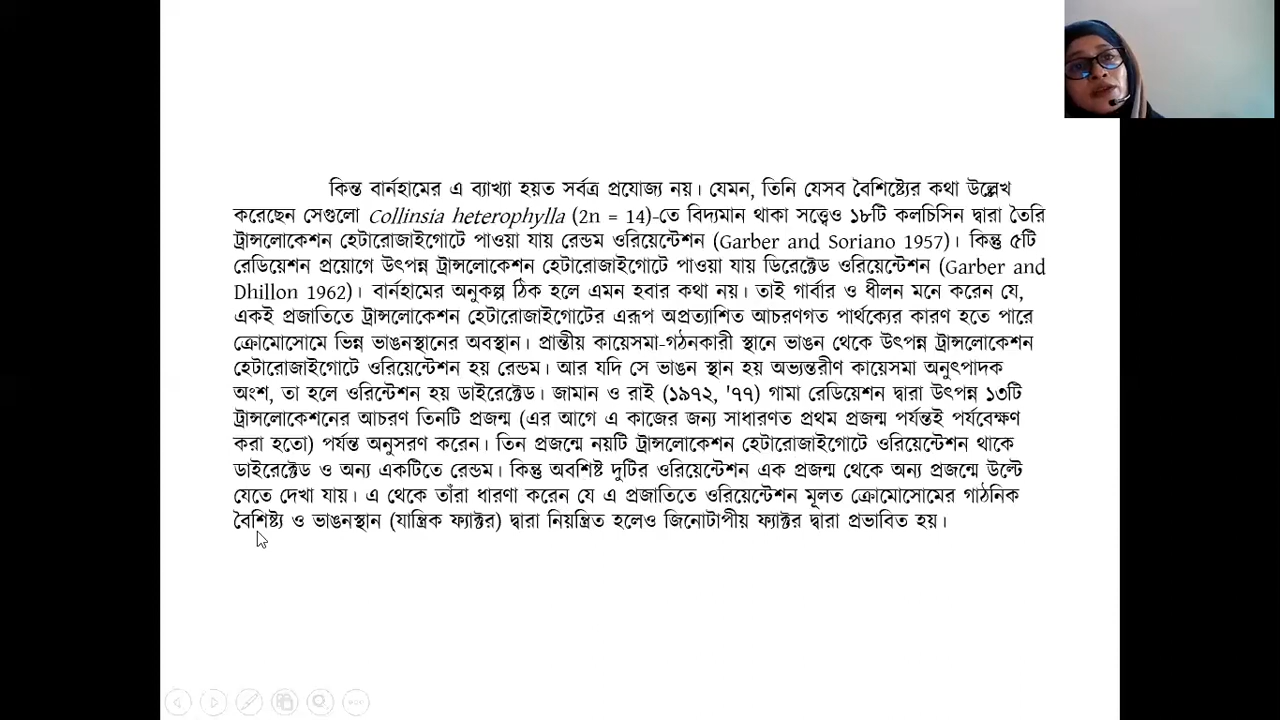 কিন্ত বার্নহামের এ ব্যাখ্যা হয়ত সর্বত্র প্রযোজ্য নয়। যেমন, তিনি যেসব বৈশিষ্ট্যের কথা উল্লেখ
করেছেন সেগুলো Collinsia heterophylla (2n = 14)-তে বিদ্যমান থাকা সত্ত্বেও ১৮টি কলচিসিন দ্বারা তৈরি
ট্রান্সলোকেশন হেটারোজাইগোটে পাওয়া যায় রেন্ডম ওরিয়েন্টেশন (Garber and Soriano 1957)। কিন্তু ৫টি
রেডিয়েশন প্রয়োগে উৎপন্ন ট্রান্সলোকেশন হেটারোজাইগোটে পাওয়া যায় ডিরেক্টেড ওরিয়েন্টেশন (Garber and
Dhillon 1962)। বার্নহামের অনুকল্প ঠিক হলে এমন হবার কথা নয়। তাই গার্বার ও ধীলন মনে করেন যে,
একই প্রজাতিতে ট্রান্সলোকেশন হেটারোজাইগোটের এরূপ অপ্রত্যাশিত আচরণগত পার্থক্যের কারণ হতে পারে
ক্রোমোসোমে ভিন্ন ভাঙনস্থানের অবস্থান। প্রান্তীয় কায়েসমা-গঠনকারী স্থানে ভাঙন থেকে উৎপন্ন ট্রান্সলোকেশন
হেটারোজাইগোটে ওরিয়েন্টেশন হয় রেন্ডম। আর যদি সে ভাঙন স্থান হয় অভ্যন্তরীণ কায়েসমা অনুৎপাদক
অংশ, তা হলে ওরিন্টেশন হয় ডাইরেক্টেড। জামান ও রাই (১৯৭২, '৭৭) গামা রেডিয়েশন দ্বারা উৎপন্ন ১৩টি
ট্রান্সলোকেশনের আচরণ তিনটি প্রজন্ম (এর আগে এ কাজের জন্য সাধারণত প্রথম প্রজন্ম পর্যন্তই পর্যবেক্ষণ
করা হতো) পর্যন্ত অনুসরণ করেন। তিন প্রজন্মে নয়টি ট্রান্সলোকেশন হেটারোজাইগোটে ওরিয়েন্টেশন থাকে
ডাইরেক্টেড ও অন্য একটিতে রেন্ডম। কিন্তু অবশিষ্ট দুটির ওরিয়েন্টেশন এক প্রজন্ম থেকে অন্য প্রজন্মে উল্টে
যেতে দেখা যায়। এ থেকে তাঁরা ধারণা করেন যে এ প্রজাতিতে ওরিয়েন্টেশন মূলত ক্রোমোসোমের গাঠনিক
বৈশিষ্ট্য ও ভাঙনস্থান (যান্ত্রিক ফ্যাক্টর) দ্বারা নিয়ন্ত্রিত হলেও জিনোটাপীয় ফ্যাক্টর দ্বারা প্রভাবিত হয়।